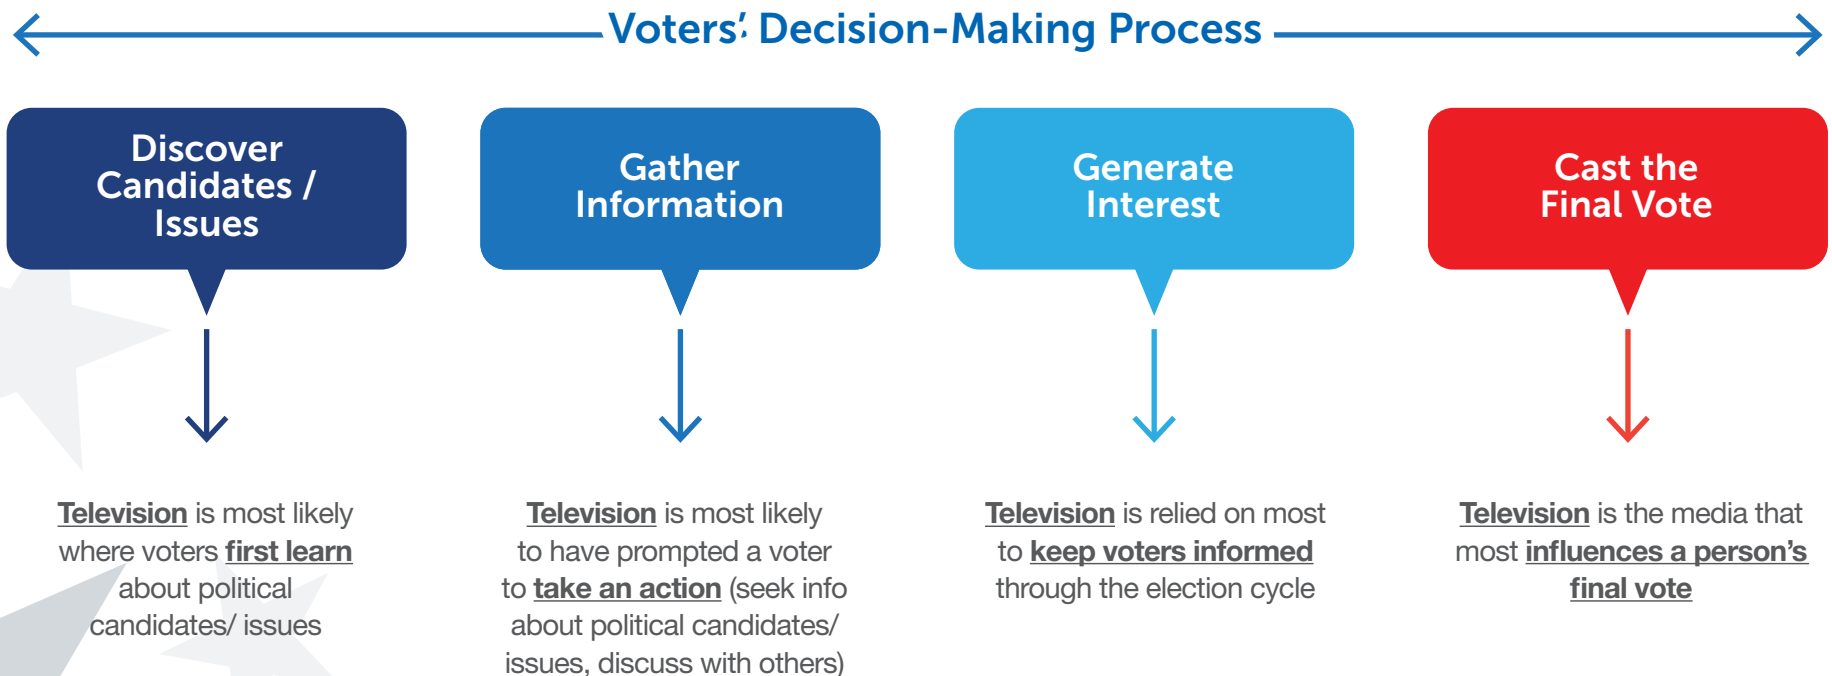 Voters' Decision-Making Process
Discover
Candidates /
Issues
Gather
Information
Generate
Interest
Cast the
Final Vote
Television is most likely
where voters first learn
about political
candidates/ issues
Television is most likely
to have prompted a voter
to take an action (seek info
about political candidates/
issues, discuss with others)
Television is relied on most
to keep voters informed
through the election cycle
Television is the media that
most influences a person's
final vote